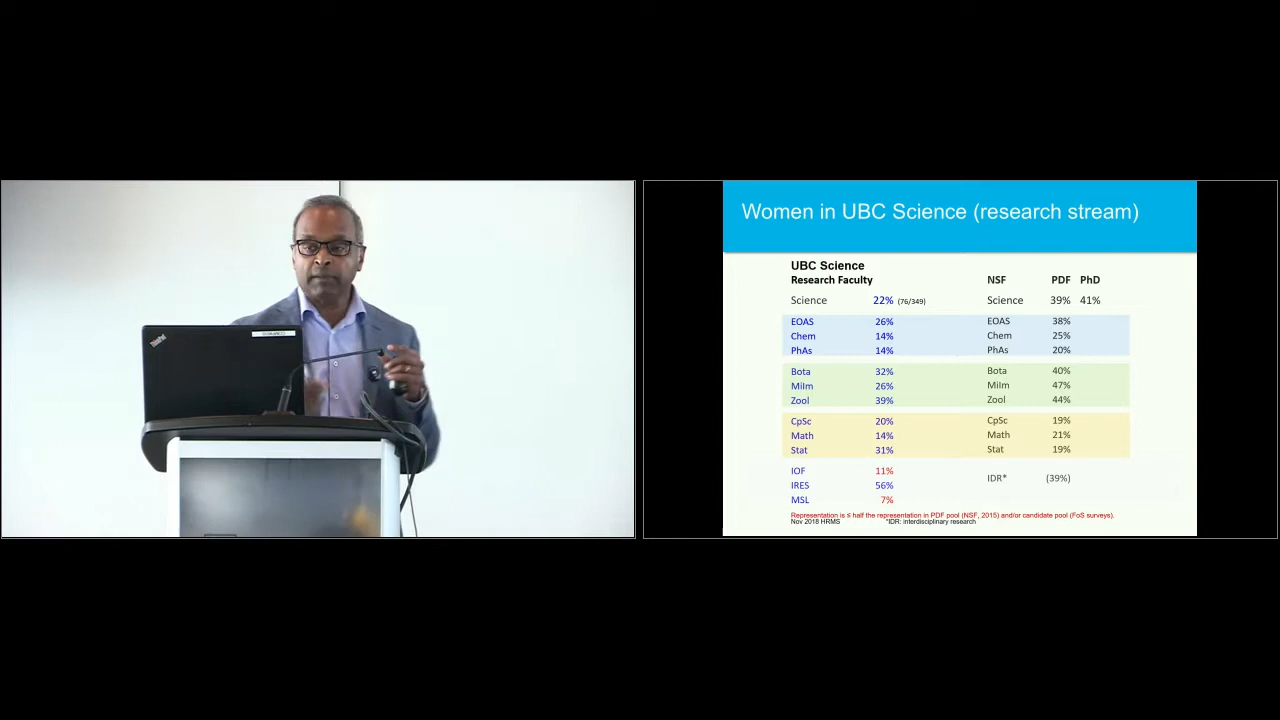 Women in UBC Science (research stream)
UBC Science
Research Faculty NSF PDF PhD
Science 22% (76/349) Science 39% 41%
EOAS 26% EOAS 38%
Chem 14% Chem 25%
PhAs 14% PhAs 20%
Bota 32% Bota 40%
MiIm 26% MiIm 47%
Zool 39% Zool 44%
CpSc 20% CpSc 19%
Math 14% Math 21%
Stat 31% Stat 19%
IOF 11%
IDR* (39%)
IRES 56%
MSL 7%
Representation is ≤ half the representation in PDF pool (NSF, 2015) and/or candidate pool (FoS surveys).
Nov 2018 HRMS *IDR: interdisciplinary research
ThinkPad